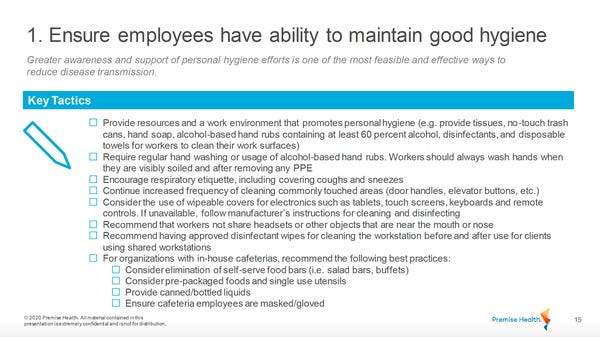 1. Ensure employees have ability to maintain good hygiene
Greater awareness and support of personal hygiene efforts is one of the most feasible and effective ways to
reduce disease transmission.
Key Tactics
Provide resources and a work environment that promotes personal hygiene (e.g. provide tissues, no-touch trash
cans, hand soap, alcohol-based hand rubs containing at least 60 percent alcohol, disinfectants, and disposable
towels for workers to clean their work surfaces)
Require regular hand washing or usage of alcohol-based hand rubs. Workers should always wash hands when
they are visibly soiled and after removing any PPE
Encourage respiratory etiquette, including covering coughs and sneezes
Continue increased frequency of cleaning commonly touched areas (door handles, elevator buttons, etc.)
Consider the use of wipeable covers for electronics such as tablets, touch screens, keyboards and remote
controls. If unavailable, follow manufacturer's instructions for cleaning and disinfecting
Recommend that workers not share headsets or other objects that are near the mouth or nose
Recommend having approved disinfectant wipes for cleaning the workstation before and after use for clients
using shared workstations
For organizations with in-house cafeterias, recommend the following best practices:
Consider elimination of self-serve food bars (i.e. salad bars, buffets)
Consider pre-packaged foods and single use utensils
Provide canned/bottled liquids
Ensure cafeteria employees are masked/gloved
© 2020 Premise Health. All material contained in this
presentation is extremely confidential and is not for distribution.
Premise Health.
15